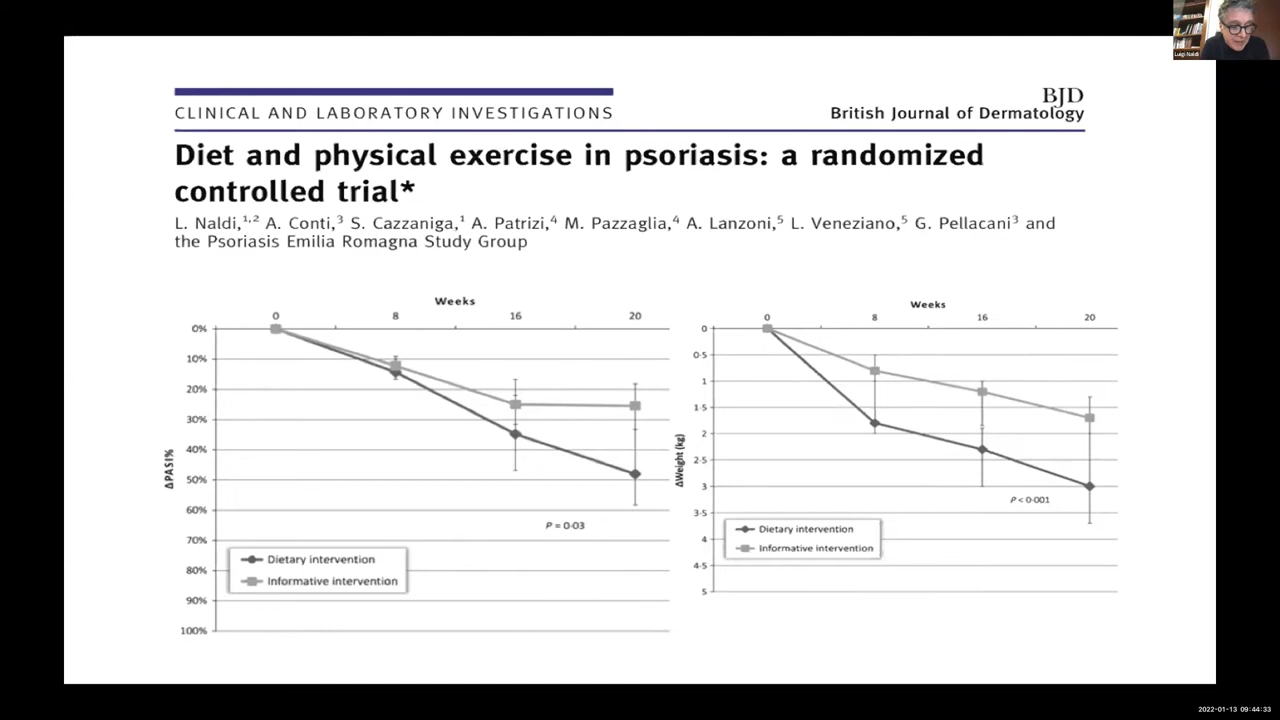 Luigi Naldi
CLINICAL AND LABORATORY INVESTIGATIONS
BJD
British Journal of Dermatology
Diet and physical exercise in psoriasis: a randomized
controlled trial*
L. Naldi,1,2 A. Conti,3 S. Cazzaniga,1 A. Patrizi,4 M. Pazzaglia,4 A. Lanzoni,5 L. Veneziano,5 G. Pellacani3 and
the Psoriasis Emilia Romagna Study Group
Weeks
0 8 16 20
0%
10%
20%
30%
40%
50%
60%
70%
80%
90%
100%
ΔPASI%
P = 0·03
Dietary intervention
Informative intervention
Weeks
0 8 16 20
0
0·5
1
1·5
2
2·5
3
3·5
4
4·5
5
ΔWeight (kg)
P < 0·001
Dietary intervention
Informative intervention
2022-01-13 09:44:33